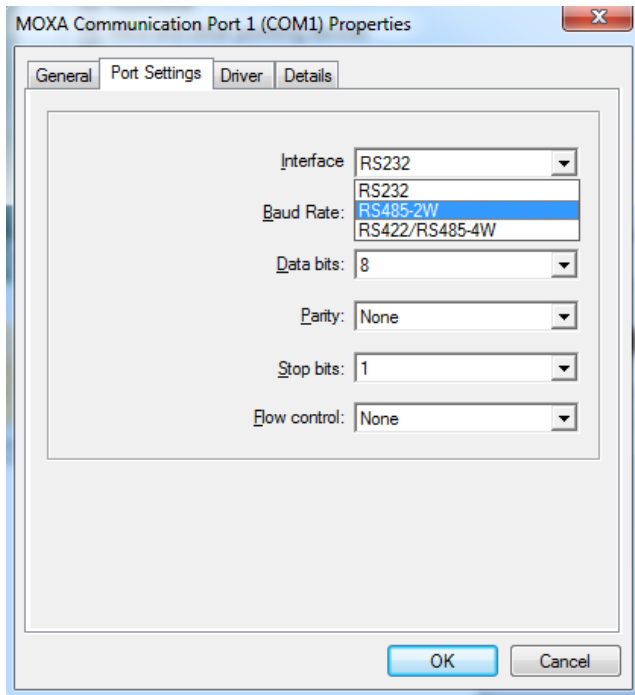 MOXA Communication Port 1 (COM1) Properties
General Port Settings Driver Details
Interface RS232
RS232
Baud Rate: RS485-2W
RS422/RS485-4W
Data bits: 8
Parity: None
Stop bits: 1
Flow control: None
OK Cancel